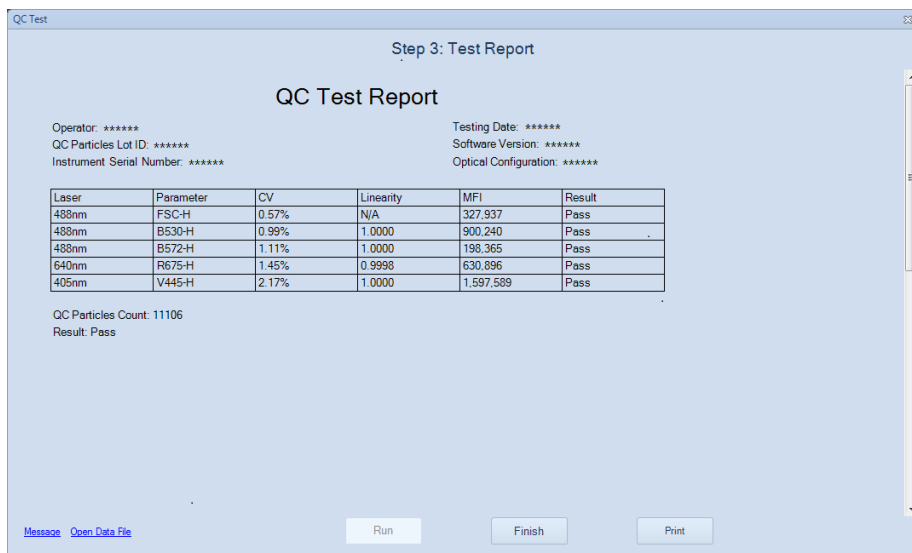 QC Test
Step 3: Test Report
QC Test Report
Operator: ******
Testing Date: ******
QC Particles Lot ID: ******
Software Version: ******
Instrument Serial Number: ******
Optical Configuration: ******
Laser Parameter CV Linearity MFI Result
488nm FSC-H 0.57% N/A 327,937 Pass
488nm B530-H 0.99% 1.0000 900,240 Pass
488nm B572-H 1.11% 1.0000 198,365 Pass
640nm R675-H 1.45% 0.9998 630,896 Pass
405nm V445-H 2.17% 1.0000 1,597,589 Pass
QC Particles Count: 11106
Result: Pass
Message Open Data File Run Finish Print